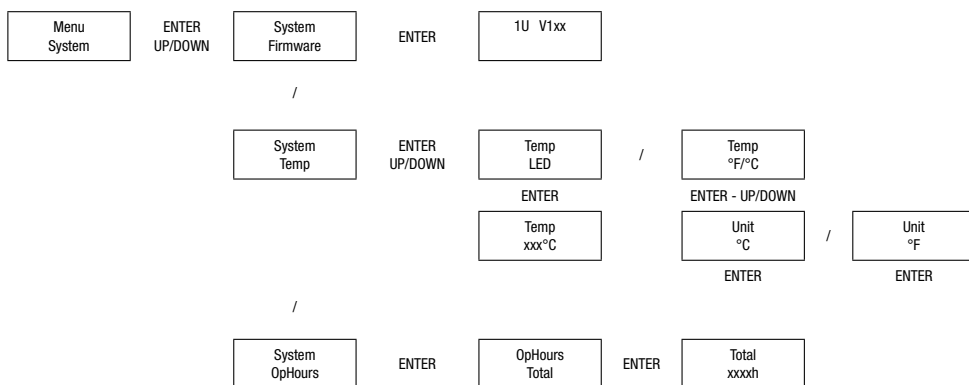 Menu
System
ENTER
UP/DOWN
System
Firmware
ENTER
1U V1xx
/
System
Temp
ENTER
UP/DOWN
Temp
LED
/
Temp
°F/°C
ENTER
ENTER - UP/DOWN
Temp
xxx°C
Unit
°C
/
Unit
°F
ENTER
ENTER
/
System
OpHours
ENTER
OpHours
Total
ENTER
Total
xxxxh